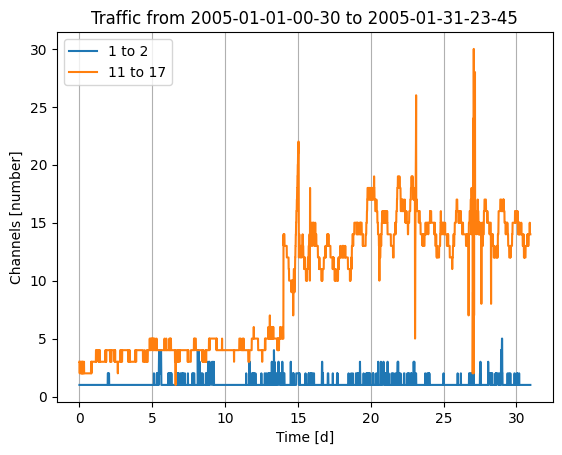 Traffic from 2005-01-01-00-30 to 2005-01-31-23-45
1 to 2
11 to 17
Channels [number]
30
25
20
15
10
5
0
0 5 10 15 20 25 30
Time [d]